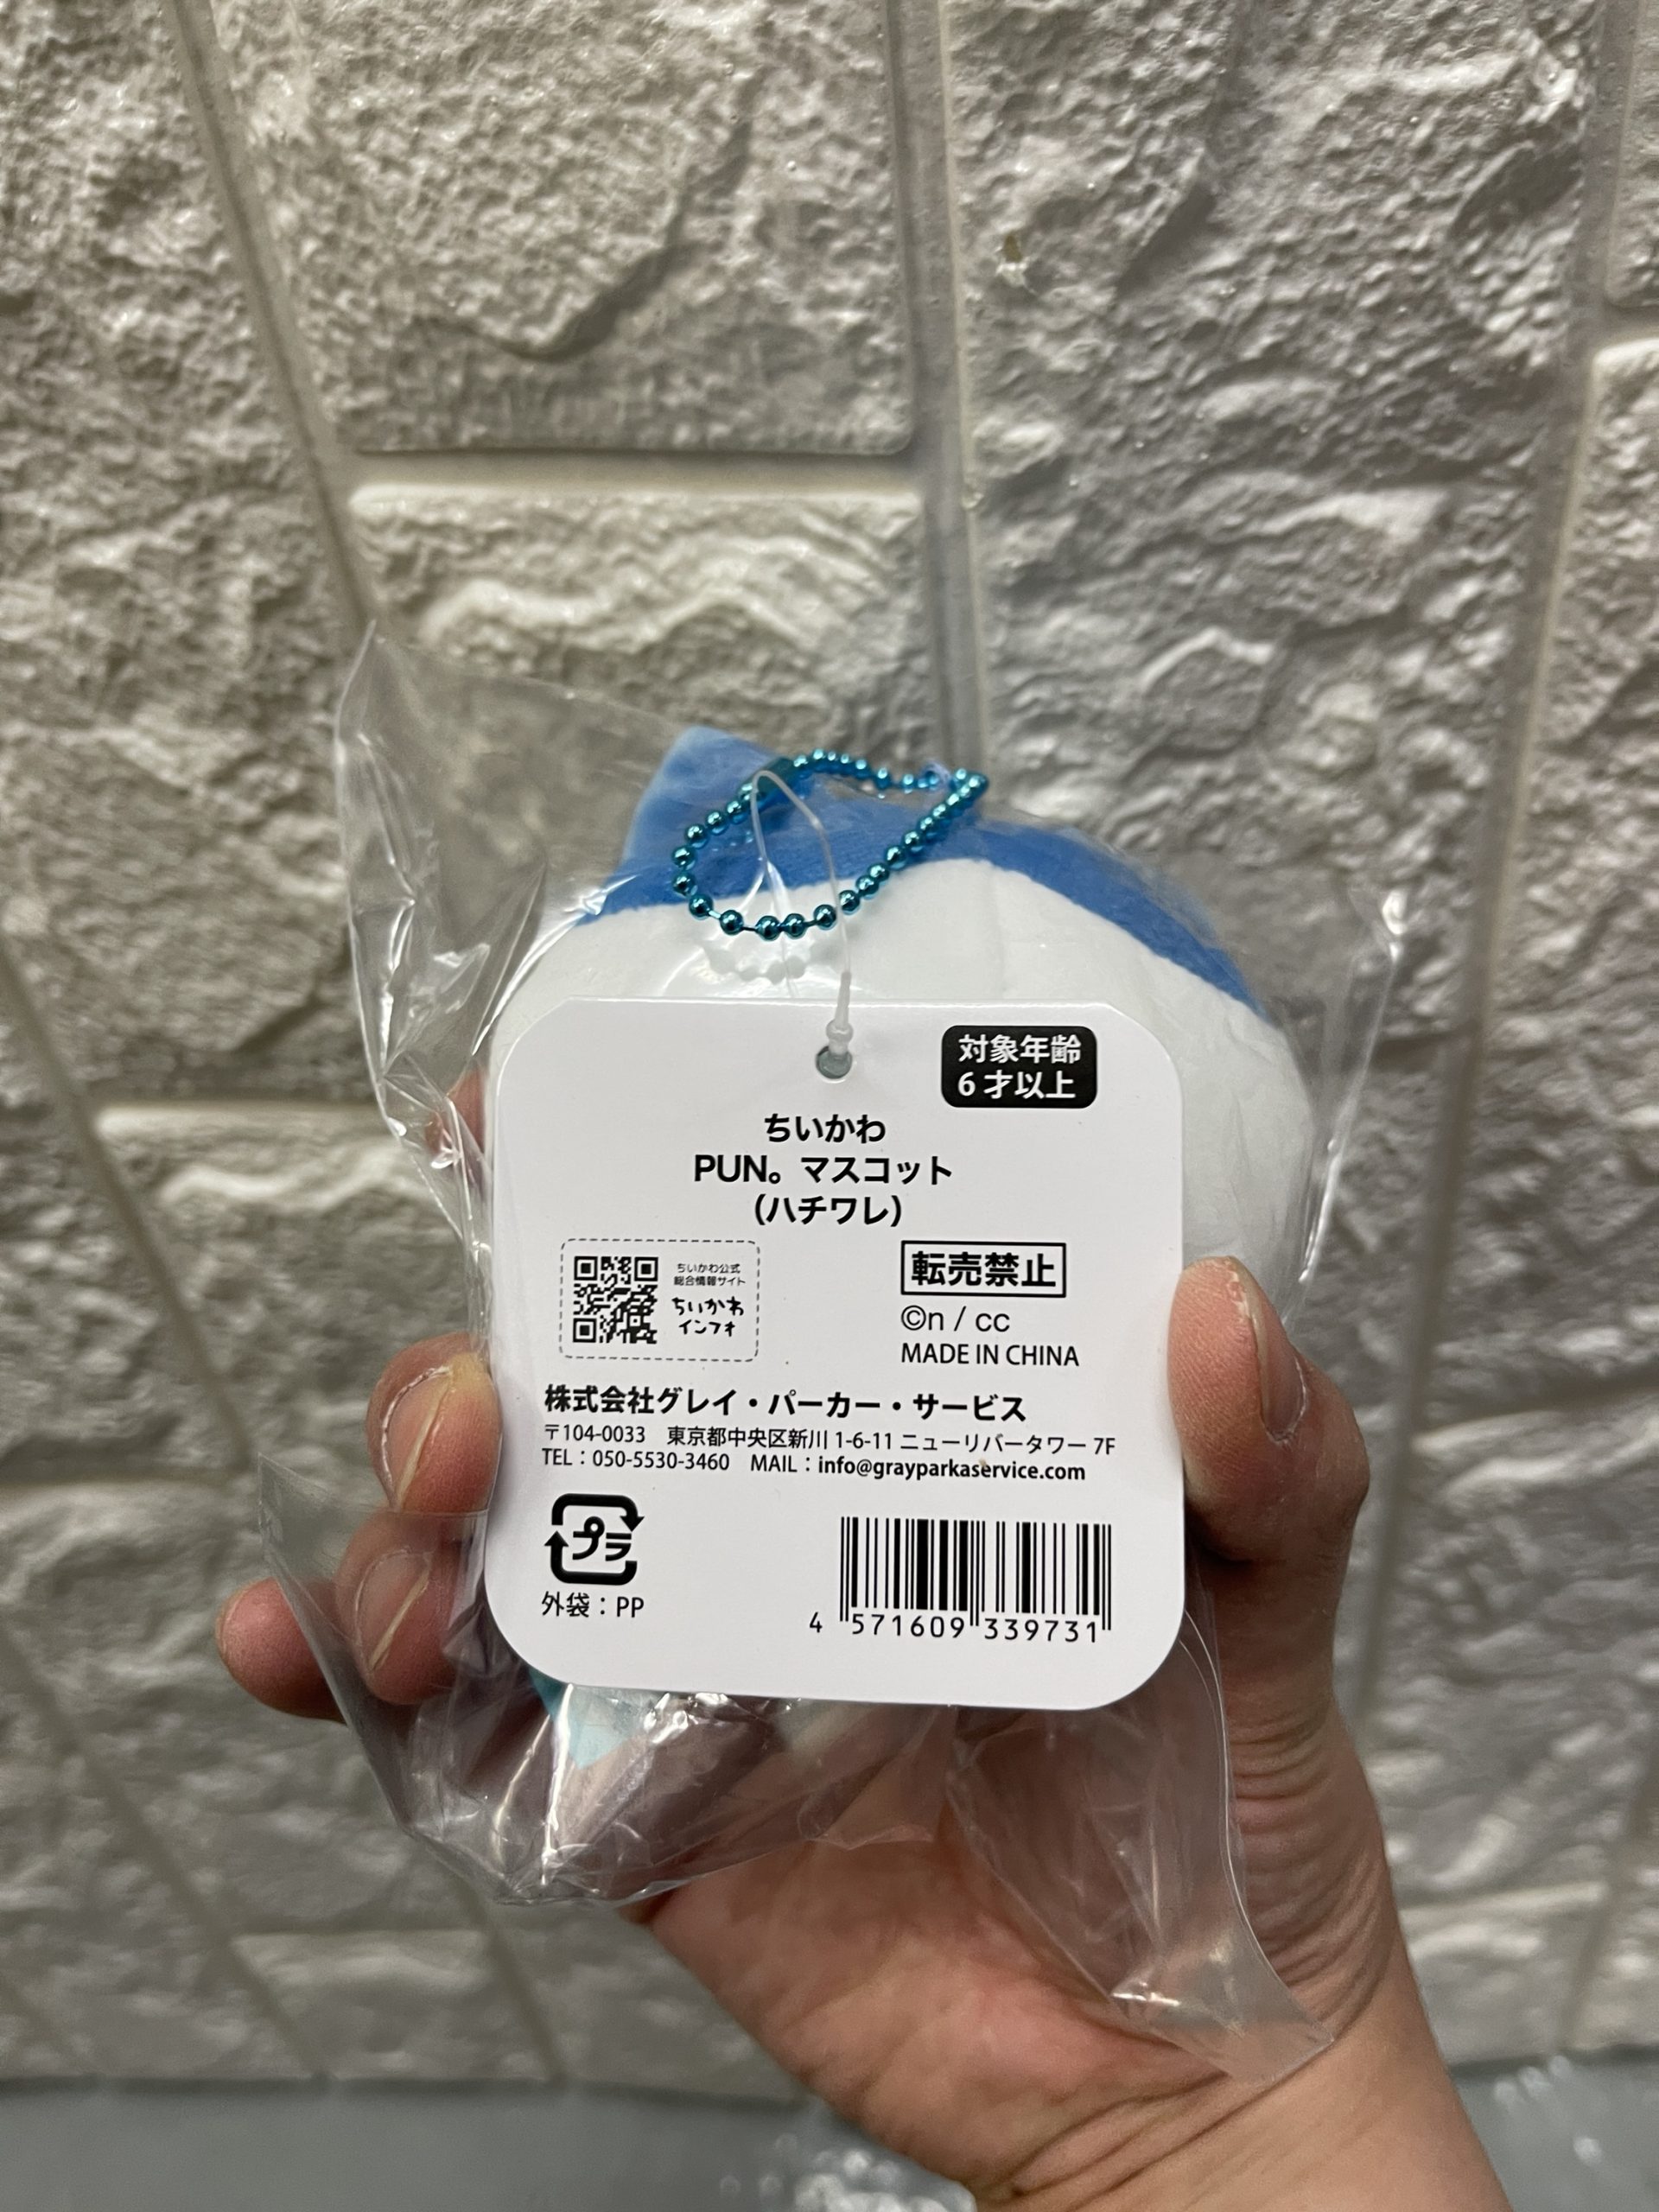 対象年齢
6才以上
ちいかわ
PUN。マスコット
(ハチワレ)
ちいかわ公式
総合情報サイト
ちいかわ
インフォ
転売禁止
©n / cc
MADE IN CHINA
株式会社グレイ・パーカー・サービス
〒104-0033　東京都中央区新川 1-6-11 ニューリバータワー 7F
TEL：050-5530-3460　MAIL：info@grayparkaservice.com
プラ
外袋：PP
4 571609 339731